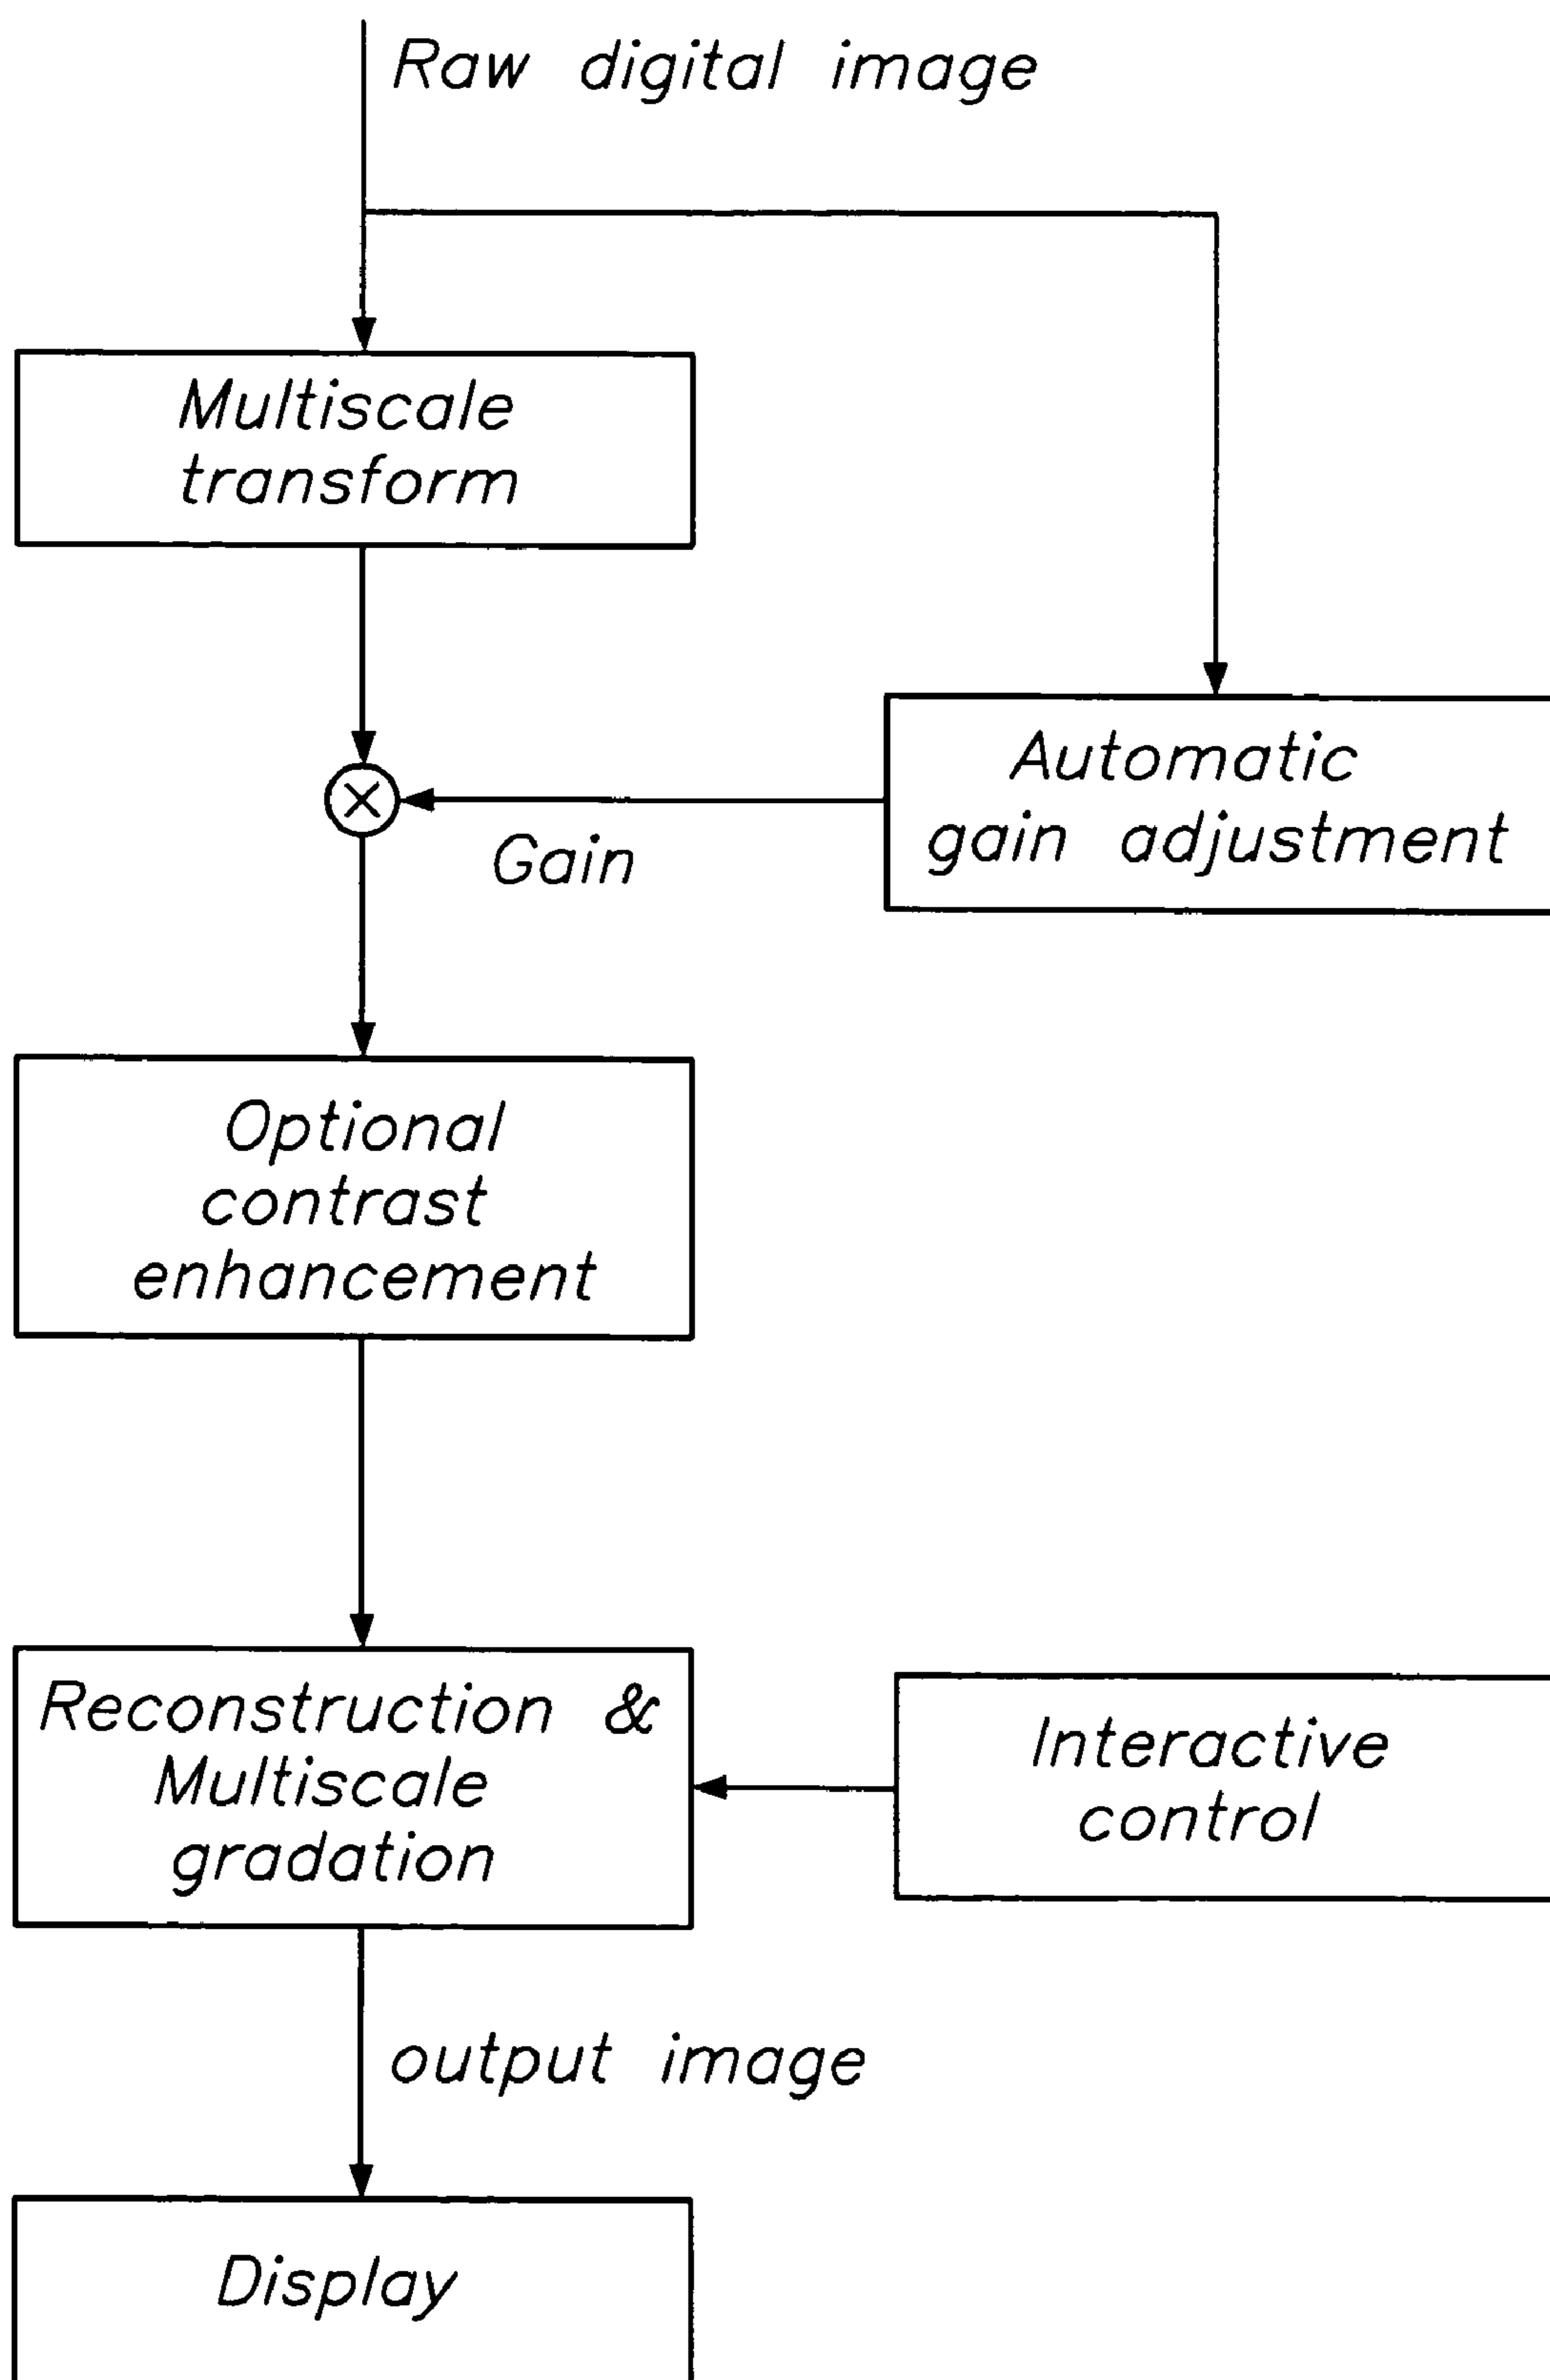 Raw digital image
Multiscale
transform
Automatic
gain adjustment
Gain
Optional
contrast
enhancement
Reconstruction &
Multiscale
gradation
Interactive
control
output image
Display